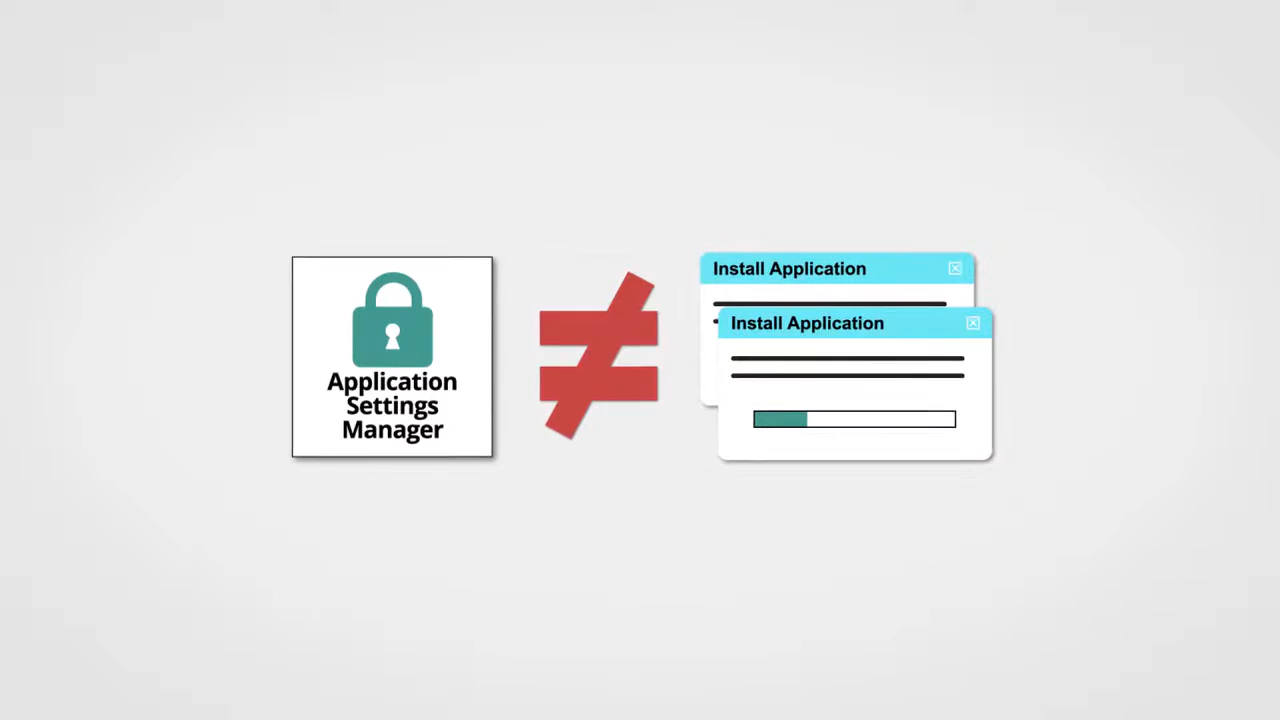 Application
Settings
Manager
≠
Install Application
Install Application